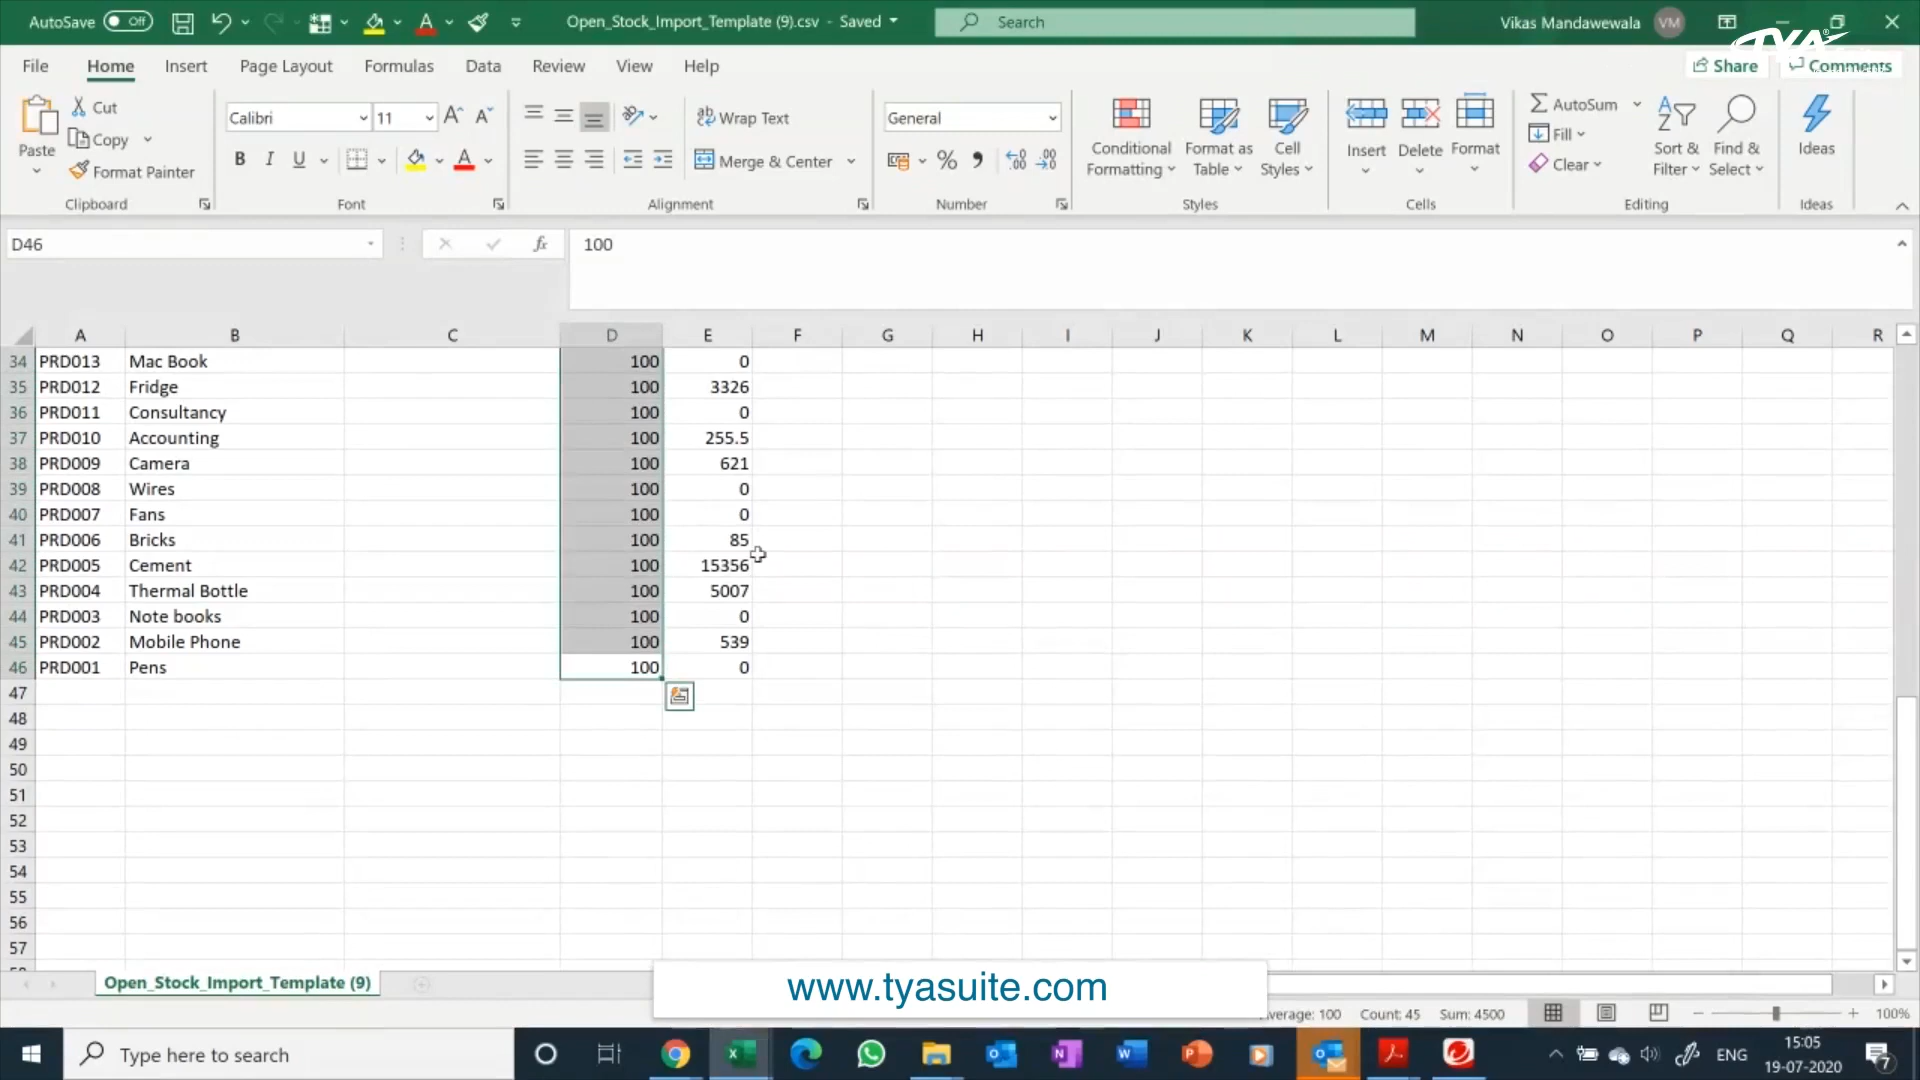 AutoSave Off Open_Stock_Import_Template (9).csv - Saved Search Vikas Mandawewala VM
TYA
File Home Insert Page Layout Formulas Data Review View Help Share Comments
Paste Cut Copy Format Painter Clipboard
Calibri 11 B I U Font
Wrap Text Merge & Center Alignment
General % Number
Conditional Formatting Format as Table Cell Styles Styles
Insert Delete Format Cells
AutoSum Fill Clear Sort & Filter Find & Select Editing
Ideas Ideas
D46 fx 100
A B C D E F G H I J K L M N O P Q R
34 PRD013 Mac Book 100 0
35 PRD012 Fridge 100 3326
36 PRD011 Consultancy 100 0
37 PRD010 Accounting 100 255.5
38 PRD009 Camera 100 621
39 PRD008 Wires 100 0
40 PRD007 Fans 100 0
41 PRD006 Bricks 100 85
42 PRD005 Cement 100 15356
43 PRD004 Thermal Bottle 100 5007
44 PRD003 Note books 100 0
45 PRD002 Mobile Phone 100 539
46 PRD001 Pens 100 0
47
48
49
50
51
52
53
54
55
56
57
Open_Stock_Import_Template (9)
www.tyasuite.com
verage: 100 Count: 45 Sum: 4500 100%
Type here to search ENG 15:05
19-07-2020 7